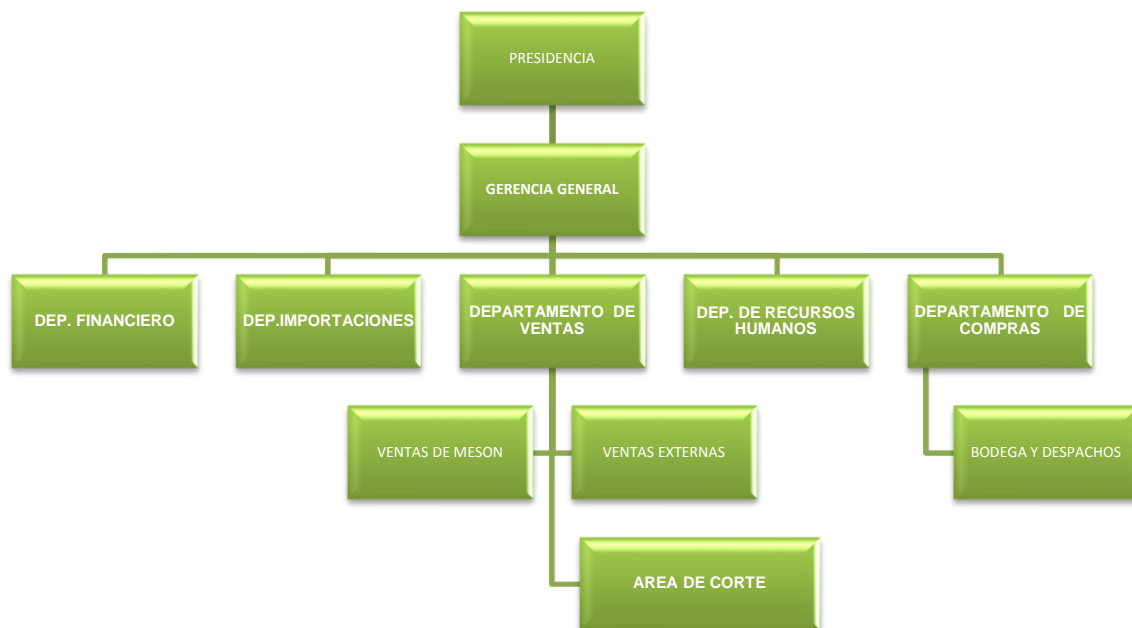 PRESIDENCIA
GERENCIA GENERAL
DEP. FINANCIERO
DEP.IMPORTACIONES
DEPARTAMENTO DE
VENTAS
DEP. DE RECURSOS
HUMANOS
DEPARTAMENTO DE
COMPRAS
VENTAS DE MESON
VENTAS EXTERNAS
BODEGA Y DESPACHOS
AREA DE CORTE